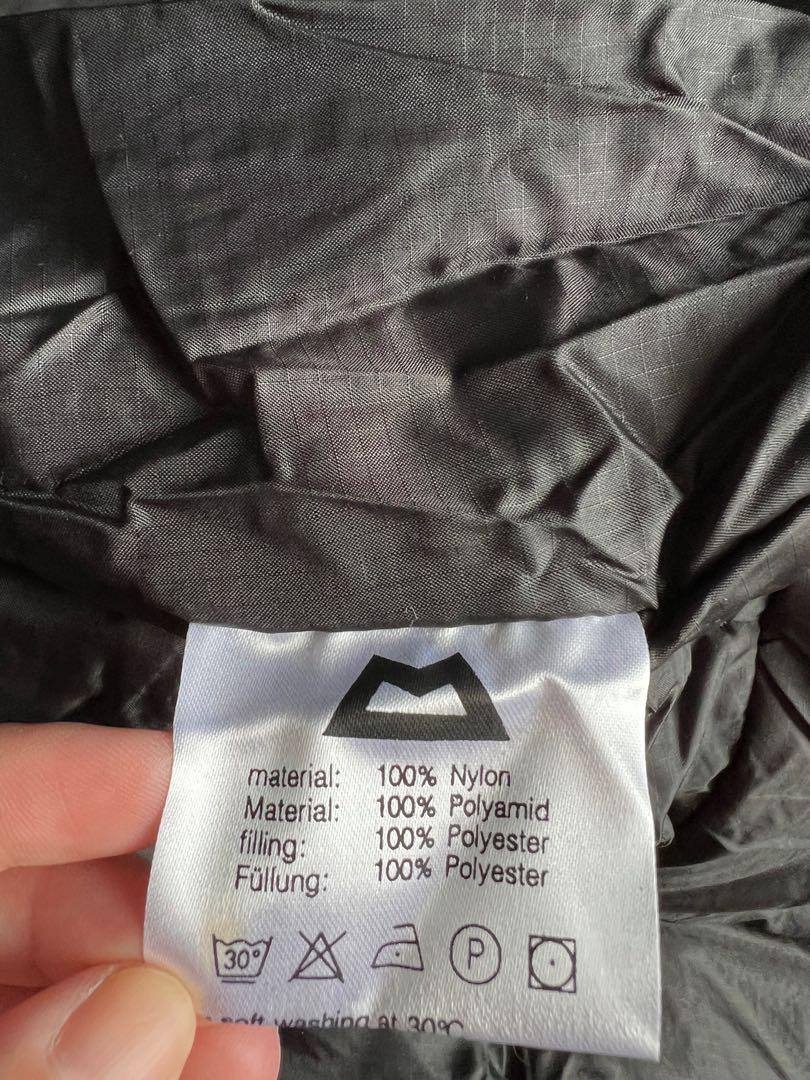 material: 100% Nylon
Material: 100% Polyamid
filling: 100% Polyester
Füllung: 100% Polyester
30° P
soft washing at 30°C